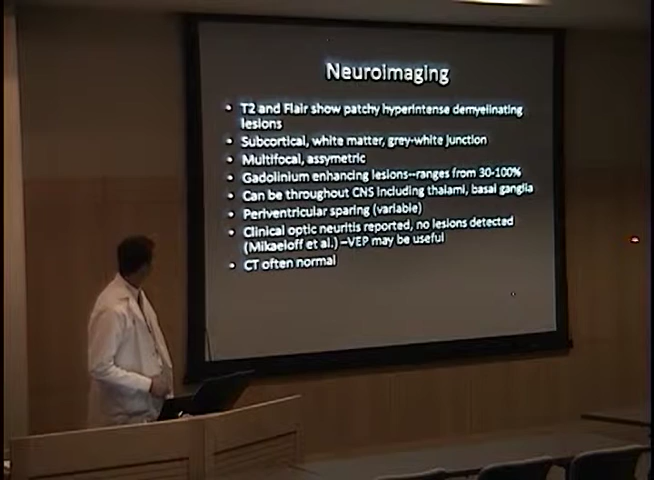 Neuroimaging
• T2 and Flair show patchy hyperintense demyelinating
lesions
• Subcortical, white matter, grey-white junction
• Multifocal, assymetric
• Gadolinium enhancing lesions--ranges from 30-100%
• Can be throughout CNS including thalami, basal ganglia
• Periventricular sparing (variable)
• Clinical optic neuritis reported, no lesions detected
(Mikaeloff et al.) –VEP may be useful
• CT often normal